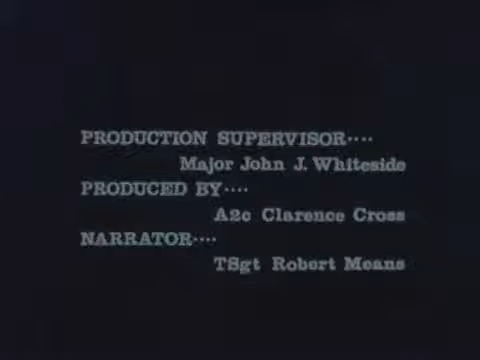 PRODUCTION SUPERVISOR....
Major John J. Whiteside
PRODUCED BY....
A2c Clarence Cross
NARRATOR....
TSgt Robert Means